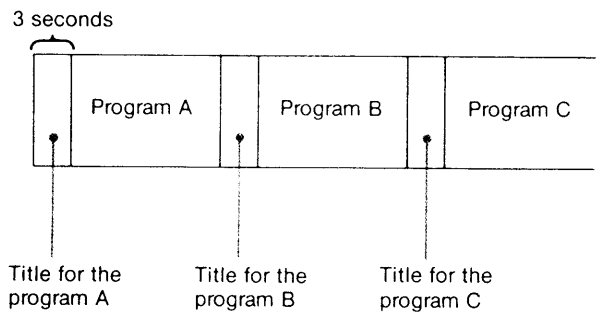 3 seconds
Program A
Program B
Program C
Title for the
program A
Title for the
program B
Title for the
program C